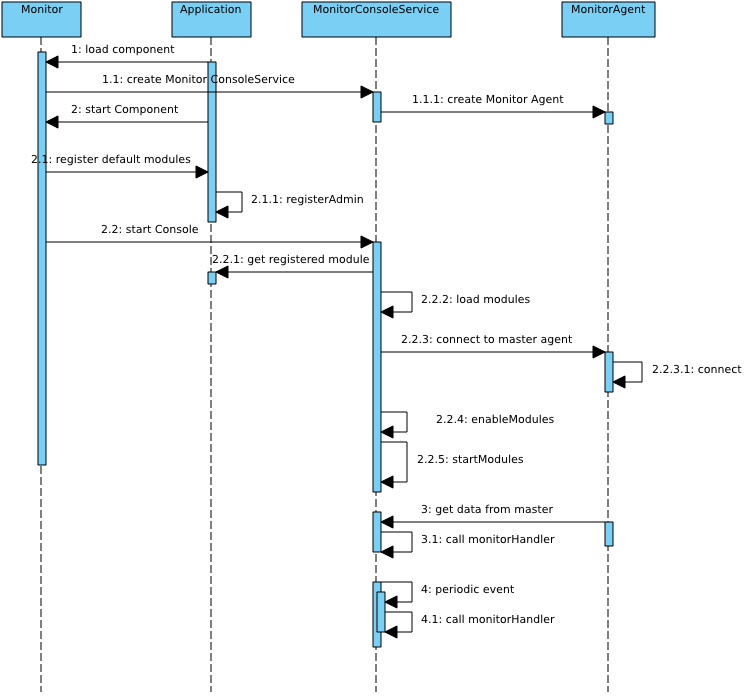 Monitor
Application
MonitorConsoleService
MonitorAgent
1: load component
1.1: create Monitor ConsoleService
1.1.1: create Monitor Agent
2: start Component
2.1: register default modules
2.1.1: registerAdmin
2.2: start Console
2.2.1: get registered module
2.2.2: load modules
2.2.3: connect to master agent
2.2.3.1: connect
2.2.4: enableModules
2.2.5: startModules
3: get data from master
3.1: call monitorHandler
4: periodic event
4.1: call monitorHandler